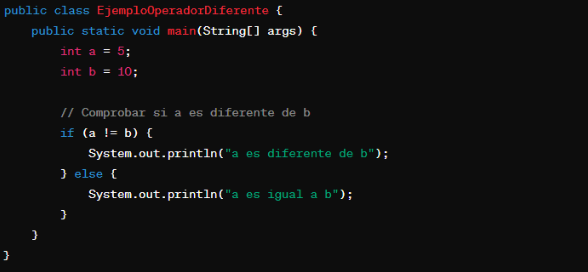 public class EjemploOperadorDiferente {
    public static void main(String[] args) {
        int a = 5;
        int b = 10;

        // Comprobar si a es diferente de b
        if (a != b) {
            System.out.println("a es diferente de b");
        } else {
            System.out.println("a es igual a b");
        }
    }
}